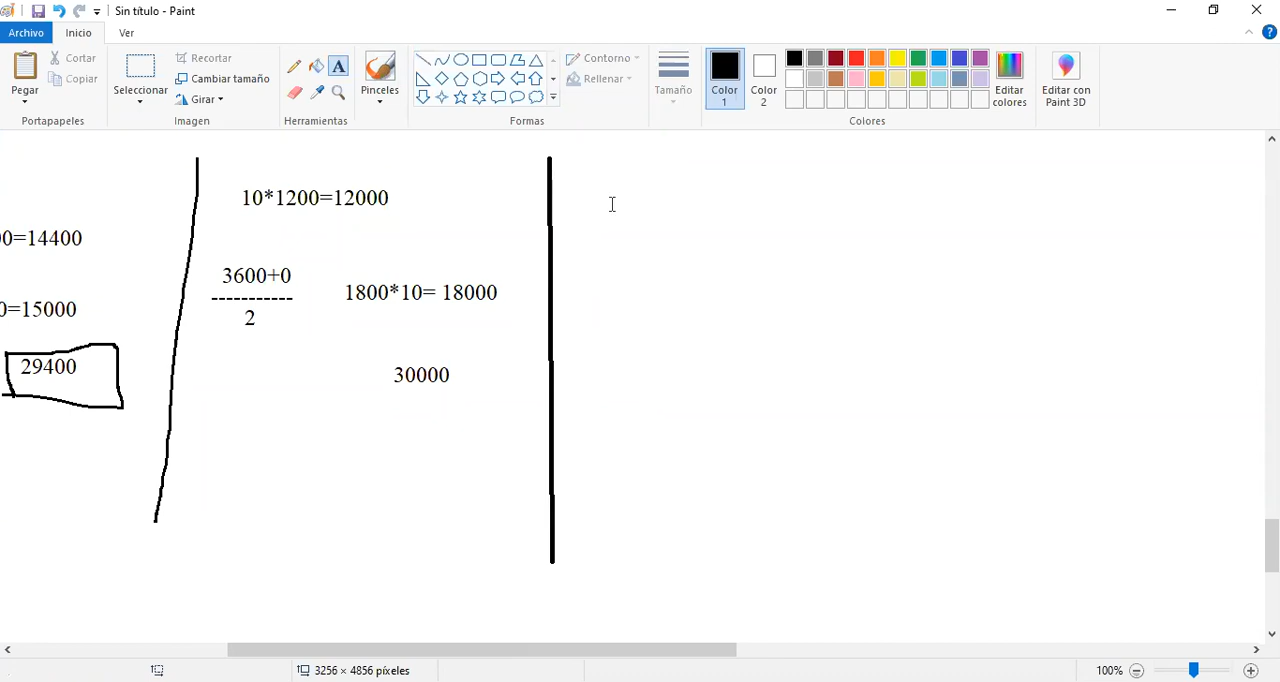 Sin título - Paint
Archivo Inicio Ver
Pegar
Cortar
Copiar
Portapapeles
Seleccionar
Recortar
Cambiar tamaño
Girar
Imagen
A
Herramientas
Pinceles
Contorno
Rellenar
Formas
Tamaño
Color
1
Color
2
Editar
colores
Editar con
Paint 3D
Colores
00=14400
0=15000
29400
10*1200=12000
3600+0
-----------
2
1800*10= 18000
30000
3256 × 4856 píxeles
100%